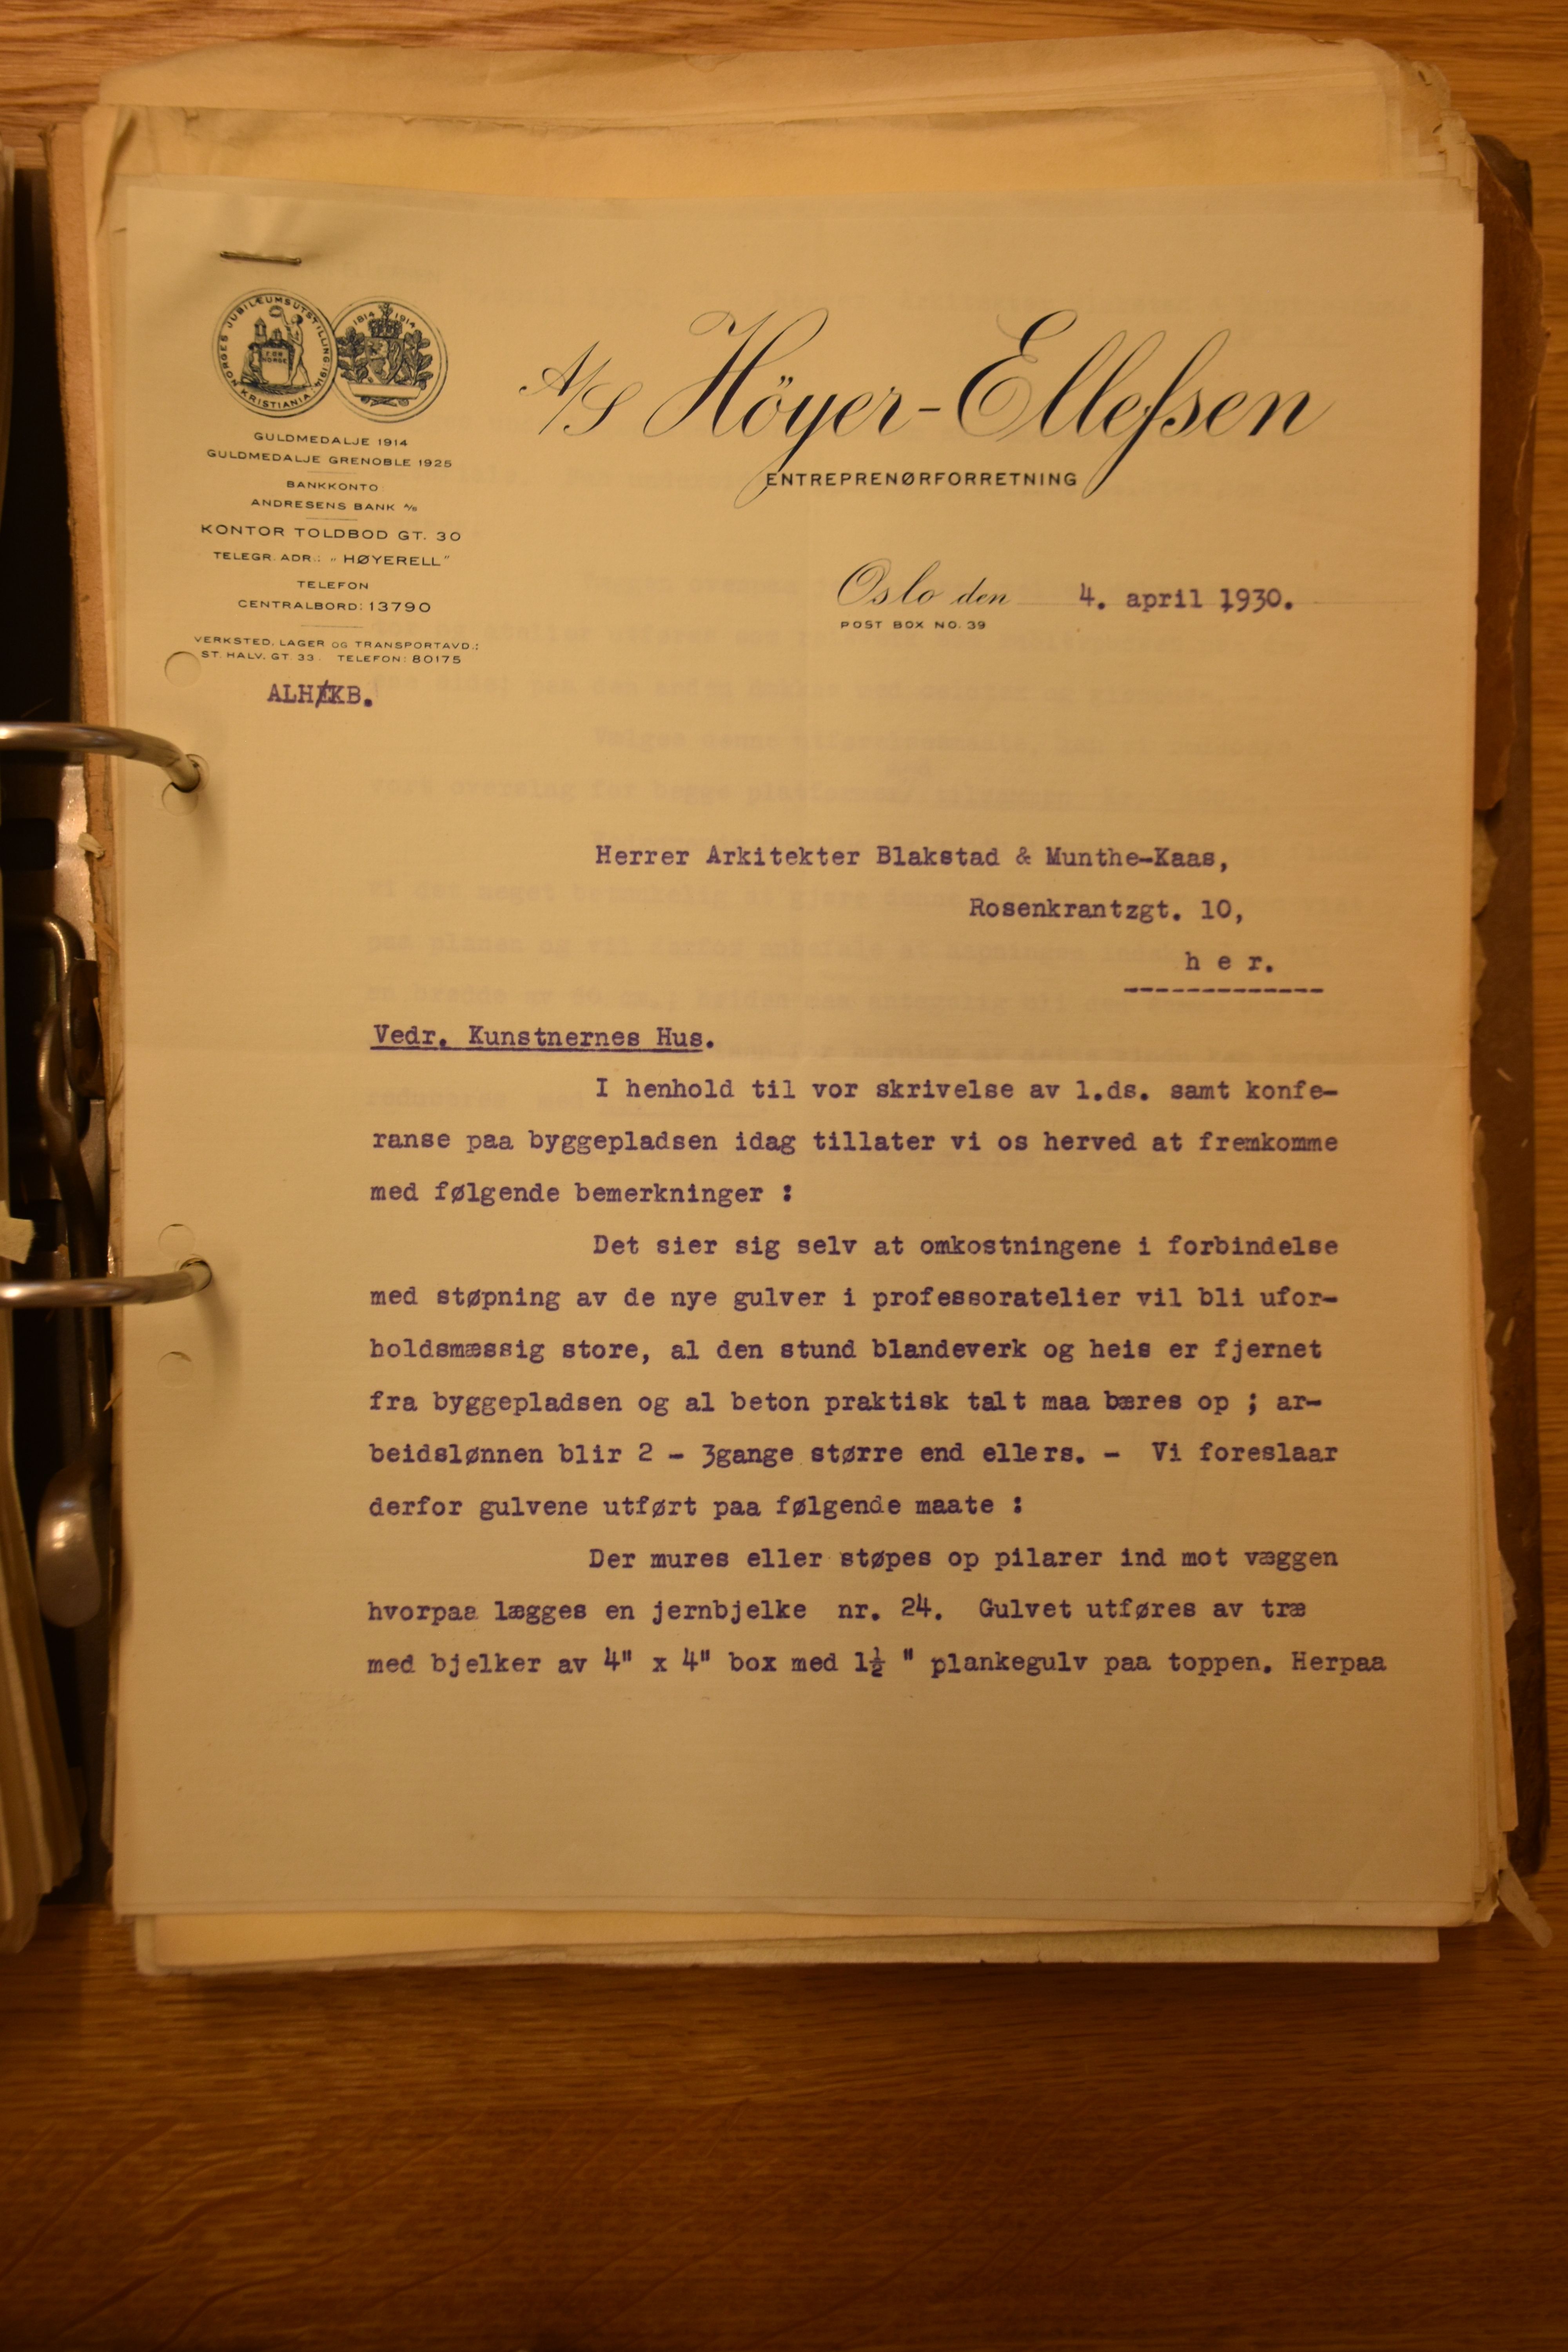 NORGES JUBILÆUMSUTSTILLING 1914
KRISTIANIA
1814 1914
GULDMEDALJE 1914
GULDMEDALJE GRENOBLE 1925
BANKKONTO
ANDRESENS BANK A/S
KONTOR TOLDBOD GT. 30
TELEGR. ADR.: „HØYERELL”
TELEFON
CENTRALBORD: 13790
VERKSTED, LAGER OG TRANSPORTAVD.:
ST. HALV. GT. 33. TELEFON: 80175
A/S Höyer-Ellefsen
ENTREPRENØRFORRETNING
Oslo den 4. april 1930.
POST BOX NO. 39
ALH/KB.
Herrer Arkitekter Blakstad & Munthe-Kaas,
Rosenkrantzgt. 10,
h e r.
Vedr. Kunstnernes Hus.
I henhold til vor skrivelse av 1.ds. samt konfe-
ranse paa byggepladsen idag tillater vi os herved at fremkomme
med følgende bemerkninger :
Det sier sig selv at omkostningene i forbindelse
med støpning av de nye gulver i professoratelier vil bli ufor-
holdsmæssig store, al den stund blandeverk og heis er fjernet
fra byggepladsen og al beton praktisk talt maa bæres op ; ar-
beidslønnen blir 2 - 3gange større end ellers. - Vi foreslaar
derfor gulvene utført paa følgende maate :
Der mures eller støpes op pilarer ind mot væggen
hvorpaa lægges en jernbjelke nr. 24. Gulvet utføres av træ
med bjelker av 4" x 4" box med 1½ " plankegulv paa toppen. Herpaa